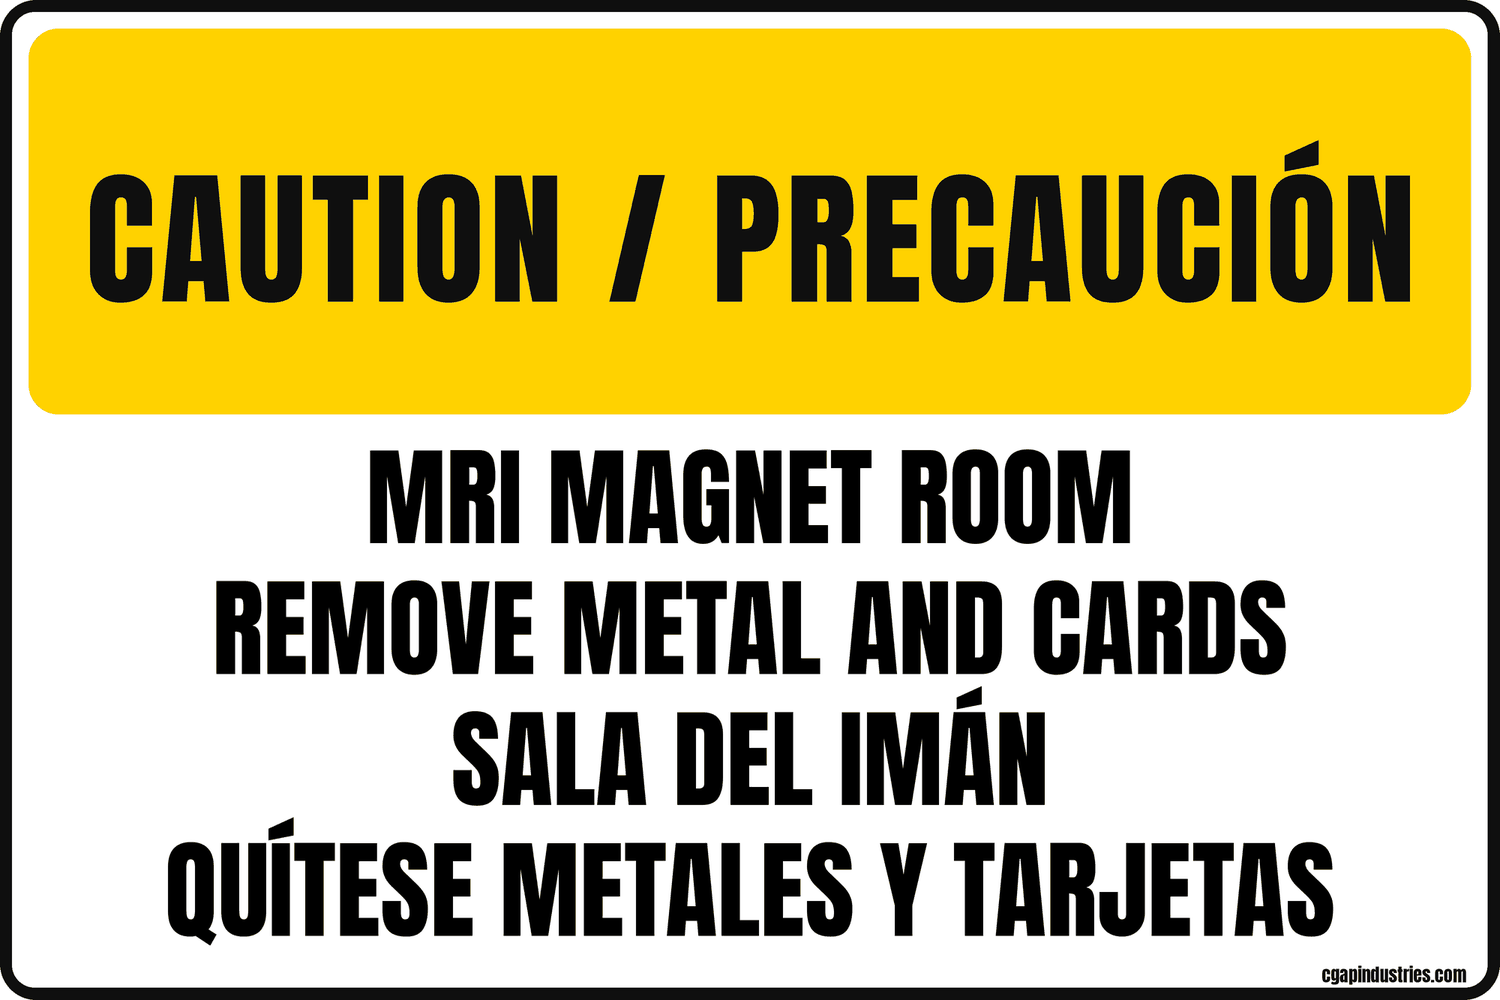 CAUTION / PRECAUCIÓN
MRI MAGNET ROOM
REMOVE METAL AND CARDS
SALA DEL IMÁN
QUÍTESE METALES Y TARJETAS
cgapindustries.com